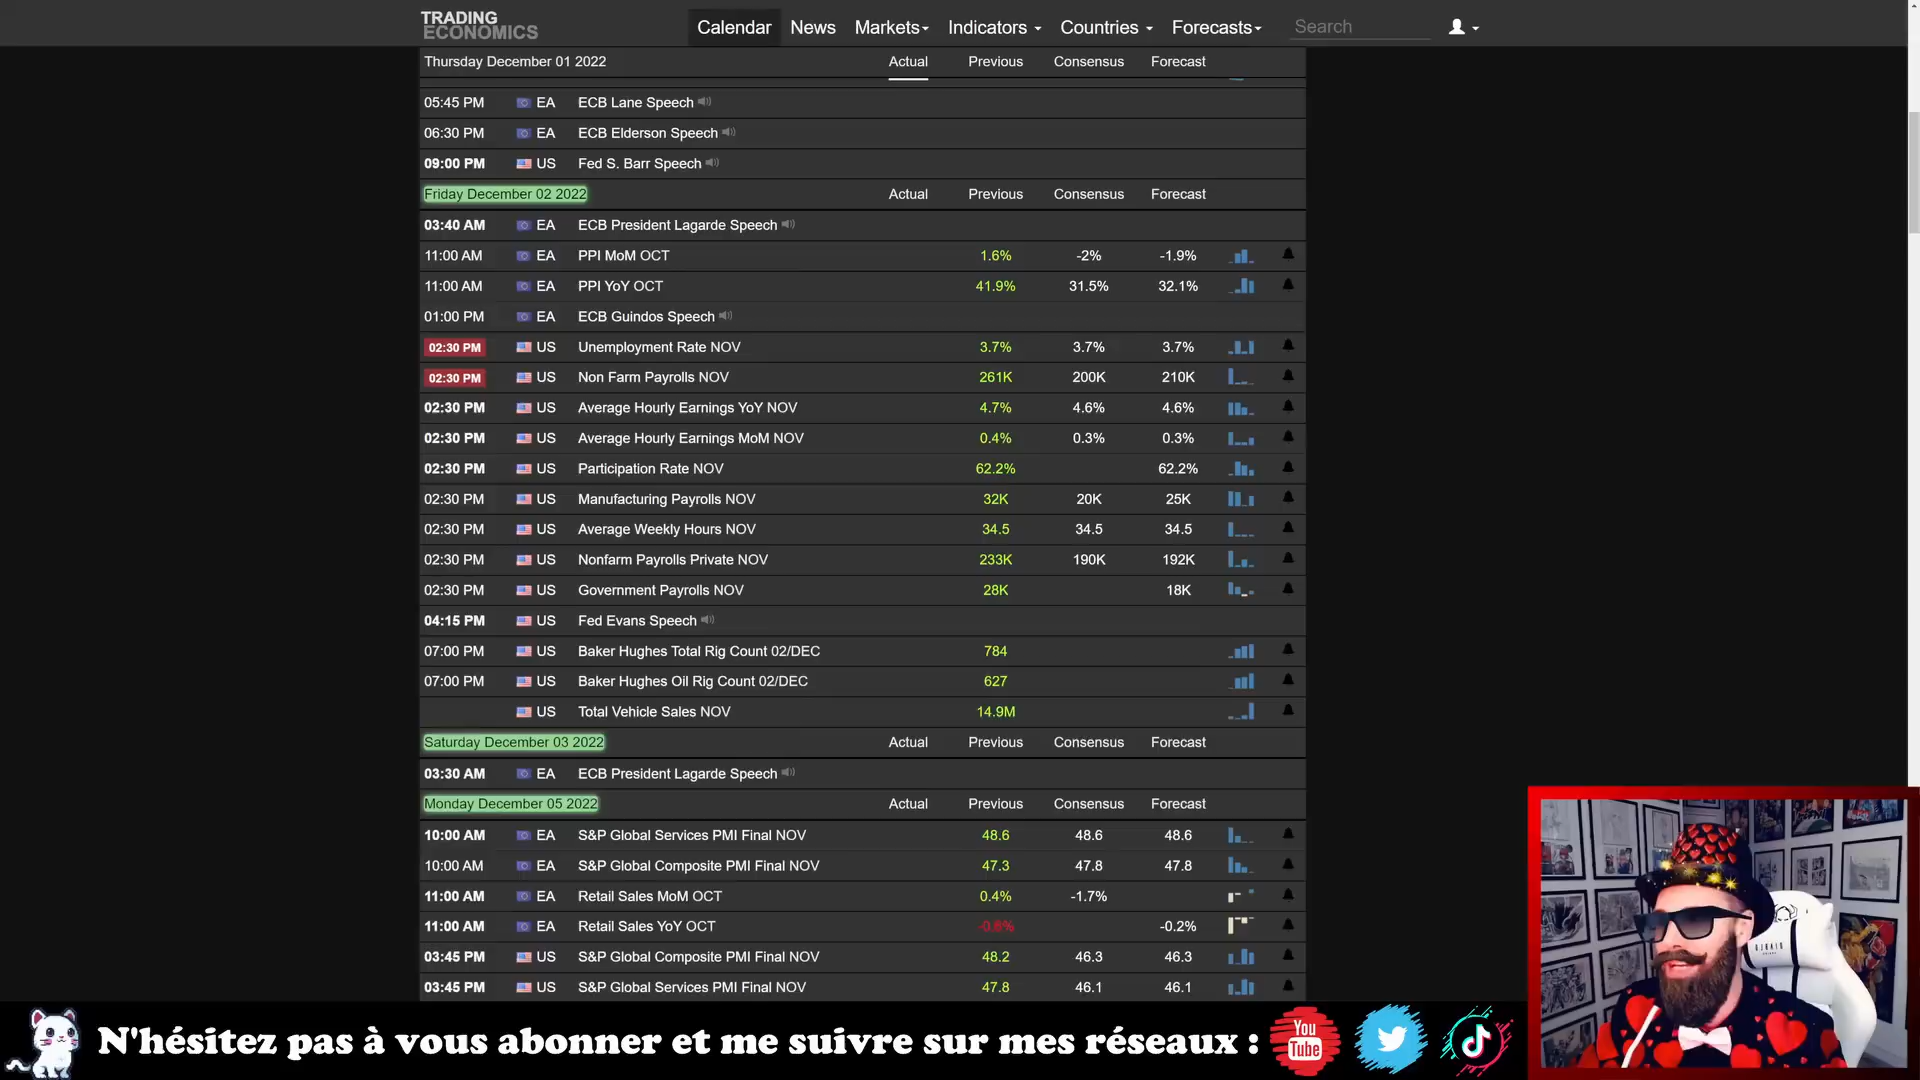 TRADING ECONOMICS
Calendar News Markets Indicators Countries Forecasts Search
Thursday December 01 2022 Actual Previous Consensus Forecast
05:45 PM EA ECB Lane Speech
06:30 PM EA ECB Elderson Speech
09:00 PM US Fed S. Barr Speech
Friday December 02 2022 Actual Previous Consensus Forecast
03:40 AM EA ECB President Lagarde Speech
11:00 AM EA PPI MoM OCT 1.6% -2% -1.9%
11:00 AM EA PPI YoY OCT 41.9% 31.5% 32.1%
01:00 PM EA ECB Guindos Speech
02:30 PM US Unemployment Rate NOV 3.7% 3.7% 3.7%
02:30 PM US Non Farm Payrolls NOV 261K 200K 210K
02:30 PM US Average Hourly Earnings YoY NOV 4.7% 4.6% 4.6%
02:30 PM US Average Hourly Earnings MoM NOV 0.4% 0.3% 0.3%
02:30 PM US Participation Rate NOV 62.2% 62.2%
02:30 PM US Manufacturing Payrolls NOV 32K 20K 25K
02:30 PM US Average Weekly Hours NOV 34.5 34.5 34.5
02:30 PM US Nonfarm Payrolls Private NOV 233K 190K 192K
02:30 PM US Government Payrolls NOV 28K 18K
04:15 PM US Fed Evans Speech
07:00 PM US Baker Hughes Total Rig Count 02/DEC 784
07:00 PM US Baker Hughes Oil Rig Count 02/DEC 627
US Total Vehicle Sales NOV 14.9M
Saturday December 03 2022 Actual Previous Consensus Forecast
03:30 AM EA ECB President Lagarde Speech
Monday December 05 2022 Actual Previous Consensus Forecast
10:00 AM EA S&P Global Services PMI Final NOV 48.6 48.6 48.6
10:00 AM EA S&P Global Composite PMI Final NOV 47.3 47.8 47.8
11:00 AM EA Retail Sales MoM OCT 0.4% -1.7%
11:00 AM EA Retail Sales YoY OCT -0.2%
03:45 PM US S&P Global Composite PMI Final NOV 48.2 46.3 46.3
03:45 PM US S&P Global Services PMI Final NOV 47.8 46.1 46.1
N'hésitez pas à vous abonner et me suivre sur mes réseaux : You Tube